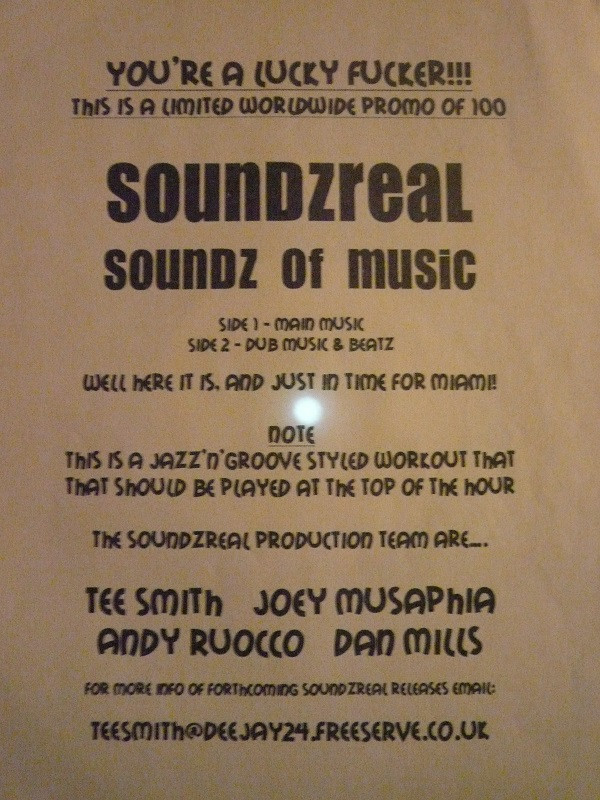 YOU'RE A LUCKY FUCKER!!!
THIS IS A LIMITED WORLDWIDE PROMO OF 100
SOUNDZREAL
SOUNDZ OF MUSIC
SIDE 1 - MAIN MUSIC
SIDE 2 - DUB MUSIC & BEATZ
WELL HERE IT IS, AND JUST IN TIME FOR MIAMI!
NOTE
THIS IS A JAZZ'N'GROOVE STYLED WORKOUT THAT
THAT SHOULD BE PLAYED AT THE TOP OF THE HOUR
THE SOUNDZREAL PRODUCTION TEAM ARE....
TEE SMITH JOEY MUSAPHIA
ANDY RUOCCO DAN MILLS
FOR MORE INFO OF FORTHCOMING SOUNDZREAL RELEASES EMAIL:
TEESMITH@DEEJAY24.FREESERVE.CO.UK